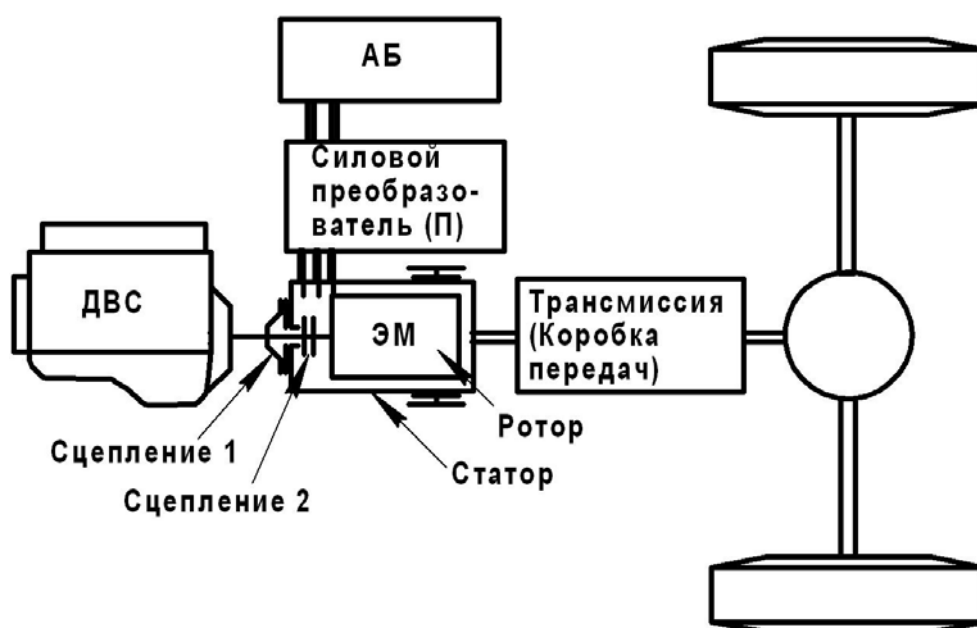 АБ
Силовой
преобразо-
ватель (П)
ДВС
ЭМ
Трансмиссия
(Коробка
передач)
Ротор
Сцепление 1
Статор
Сцепление 2